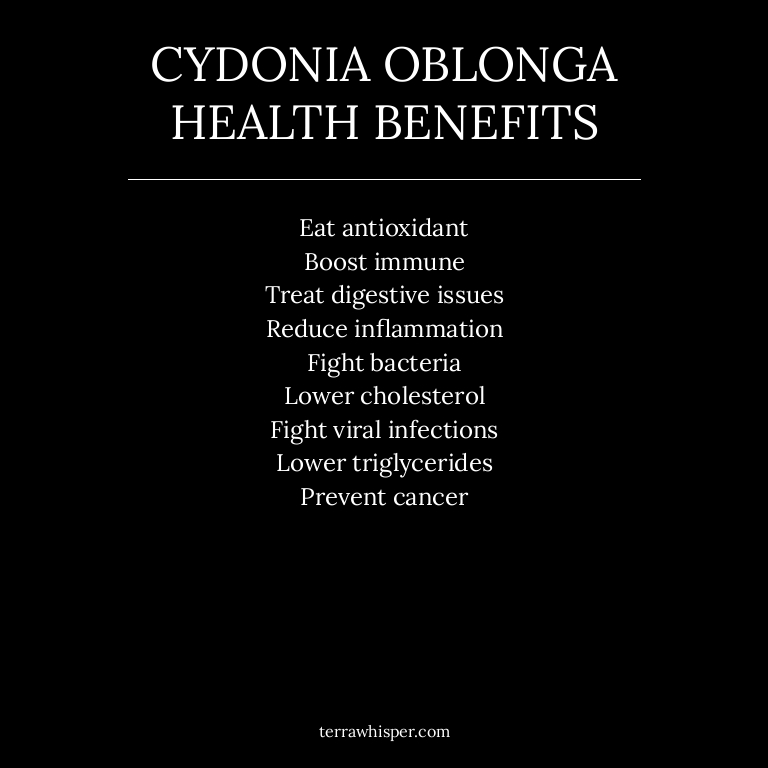 CYDONIA OBLONGA
HEALTH BENEFITS
Eat antioxidant
Boost immune
Treat digestive issues
Reduce inflammation
Fight bacteria
Lower cholesterol
Fight viral infections
Lower triglycerides
Prevent cancer
terrawhisper.com